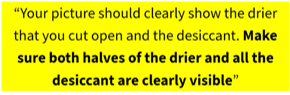 “Your picture should clearly show the drier
that you cut open and the desiccant. Make
sure both halves of the drier and all the
desiccant are clearly visible”